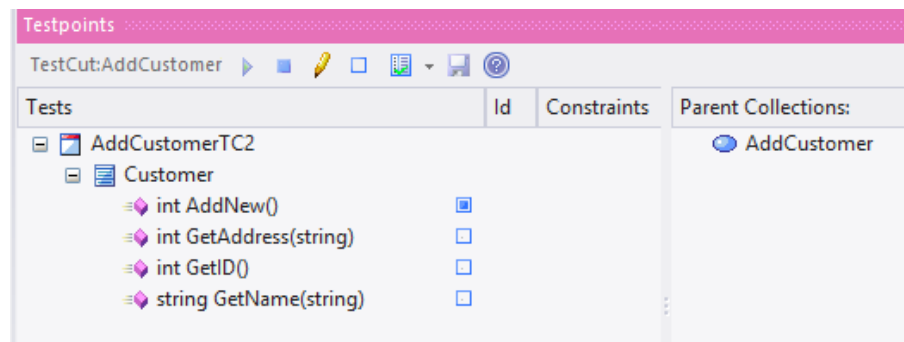 Testpoints
TestCut:AddCustomer
Tests Id Constraints Parent Collections:
AddCustomerTC2 AddCustomer
Customer
int AddNew()
int GetAddress(string)
int GetID()
string GetName(string)